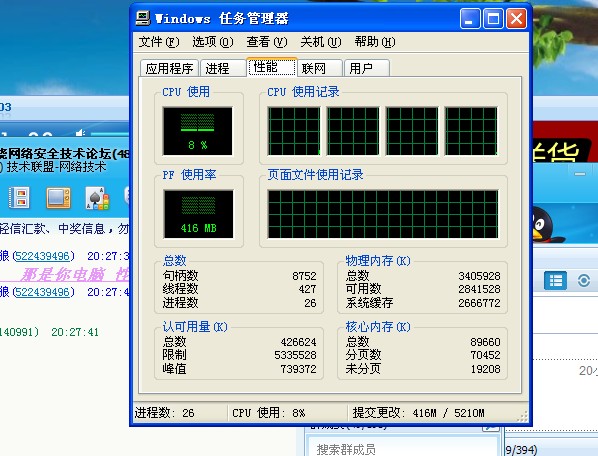 Windows 任务管理器
文件(F) 选项(O) 查看(V) 关机(U) 帮助(H)
应用程序 进程 性能 联网 用户
CPU 使用
8 %
CPU 使用记录
PF 使用率
416 MB
页面文件使用记录
总数
句柄数 8752
线程数 427
进程数 26
物理内存(K)
总数 3405928
可用数 2841528
系统缓存 2666772
认可用量(K)
总数 426624
限制 5335528
峰值 739372
核心内存(K)
总数 89660
分页数 70452
未分页 19208
进程数: 26 CPU 使用: 8% 提交更改: 416M / 5210M
03
网络安全技术论坛(48
技术联盟-网络技术
轻信汇款、中奖信息，勿
狼(522439496) 20:27:3
那是你电脑 性
狼(522439496) 20:27:4
140991) 20:27:41
样货
搜索群成员
9/394)